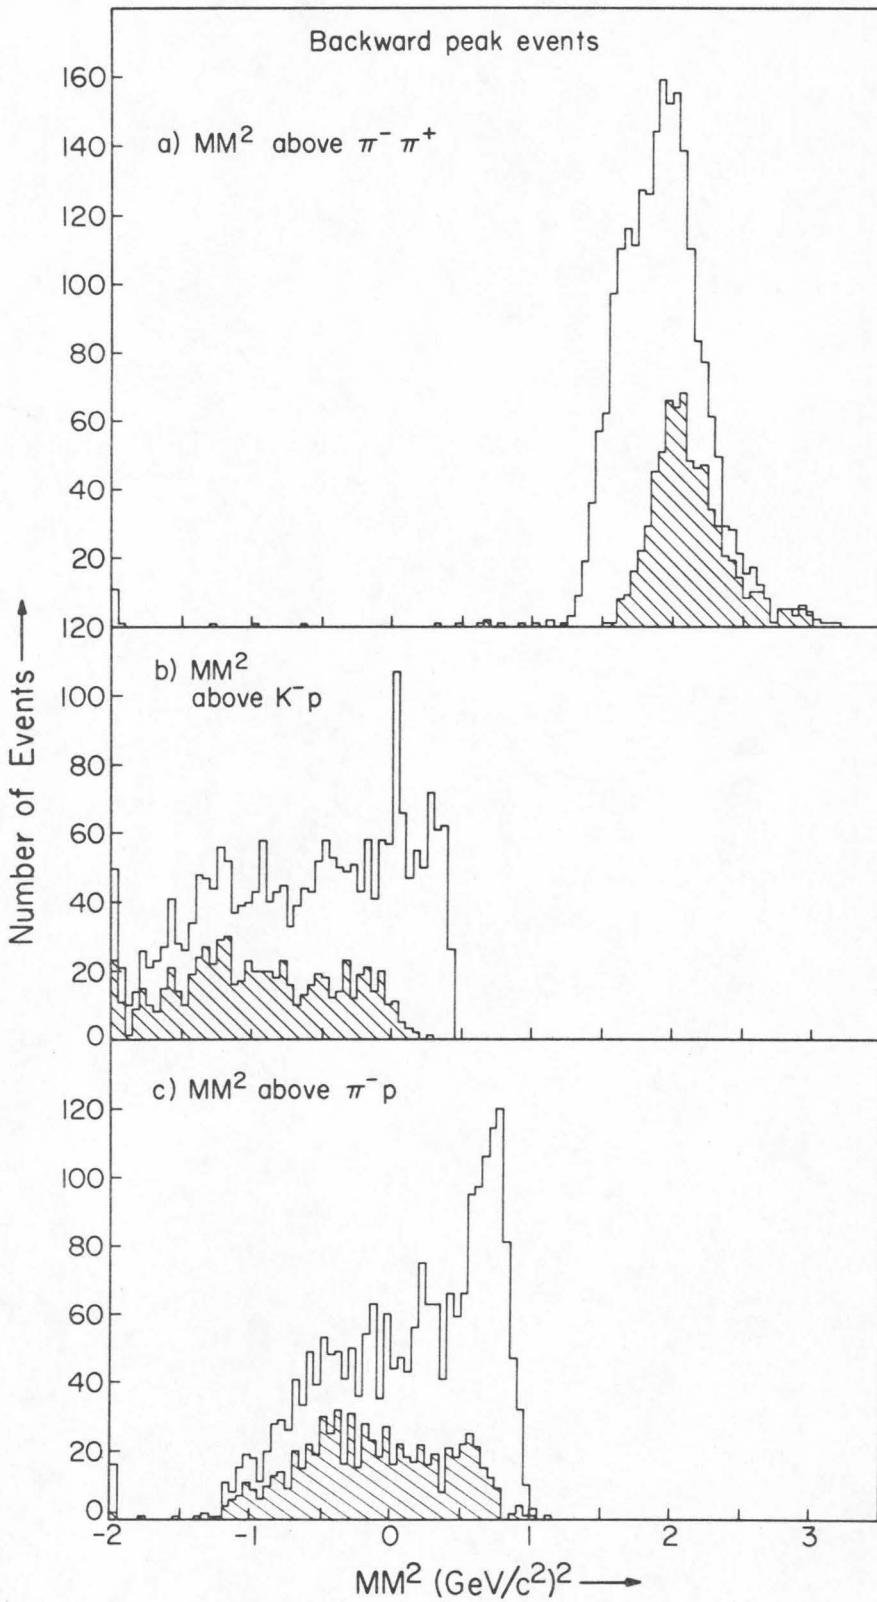 Backward peak events
160
a) MM² above π⁻ π⁺
140
120
100
80
60
40
20
120
b) MM²
above K⁻p
100
80
60
40
20
0
c) MM² above π⁻p
120
100
80
60
40
20
0
-2 -1 0 1 2 3
Number of Events →
MM² (GeV/c²)² →